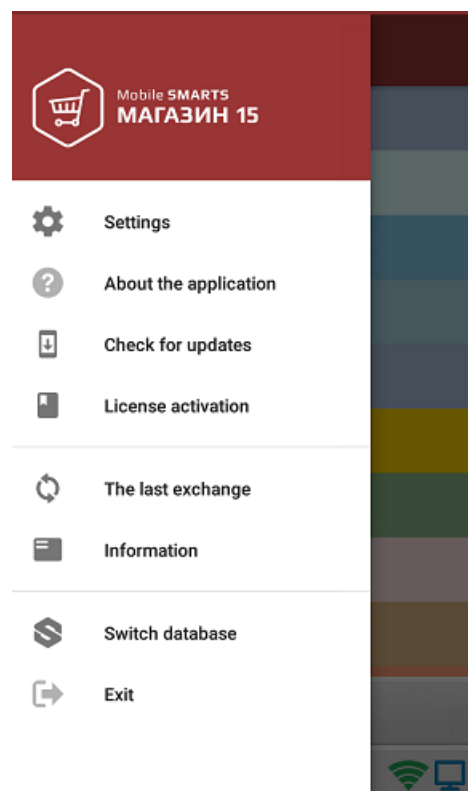 Mobile SMARTS
МАГАЗИН 15
Settings
About the application
Check for updates
License activation
The last exchange
Information
Switch database
Exit